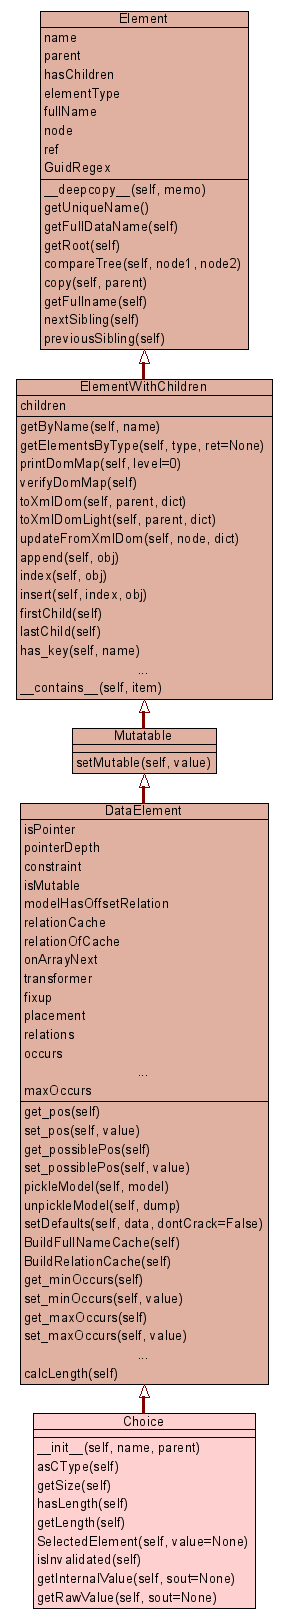 Element
name
parent
hasChildren
elementType
fullName
node
ref
GuidRegex
__deepcopy__(self, memo)
getUniqueName()
getFullDataName(self)
getRoot(self)
compareTree(self, node1, node2)
copy(self, parent)
getFullname(self)
nextSibling(self)
previousSibling(self)
ElementWithChildren
children
getByName(self, name)
getElementsByType(self, type, ret=None)
printDomMap(self, level=0)
verifyDomMap(self)
toXmlDom(self, parent, dict)
toXmlDomLight(self, parent, dict)
updateFromXmlDom(self, node, dict)
append(self, obj)
index(self, obj)
insert(self, index, obj)
firstChild(self)
lastChild(self)
has_key(self, name)
...
__contains__(self, item)
Mutatable
setMutable(self, value)
DataElement
isPointer
pointerDepth
constraint
isMutable
modelHasOffsetRelation
relationCache
relationOfCache
onArrayNext
transformer
fixup
placement
relations
occurs
...
maxOccurs
get_pos(self)
set_pos(self, value)
get_possiblePos(self)
set_possiblePos(self, value)
pickleModel(self, model)
unpickleModel(self, dump)
setDefaults(self, data, dontCrack=False)
BuildFullNameCache(self)
BuildRelationCache(self)
get_minOccurs(self)
set_minOccurs(self, value)
get_maxOccurs(self)
set_maxOccurs(self, value)
...
calcLength(self)
Choice
__init__(self, name, parent)
asCType(self)
getSize(self)
hasLength(self)
getLength(self)
SelectedElement(self, value=None)
isInvalidated(self)
getInternalValue(self, sout=None)
getRawValue(self, sout=None)